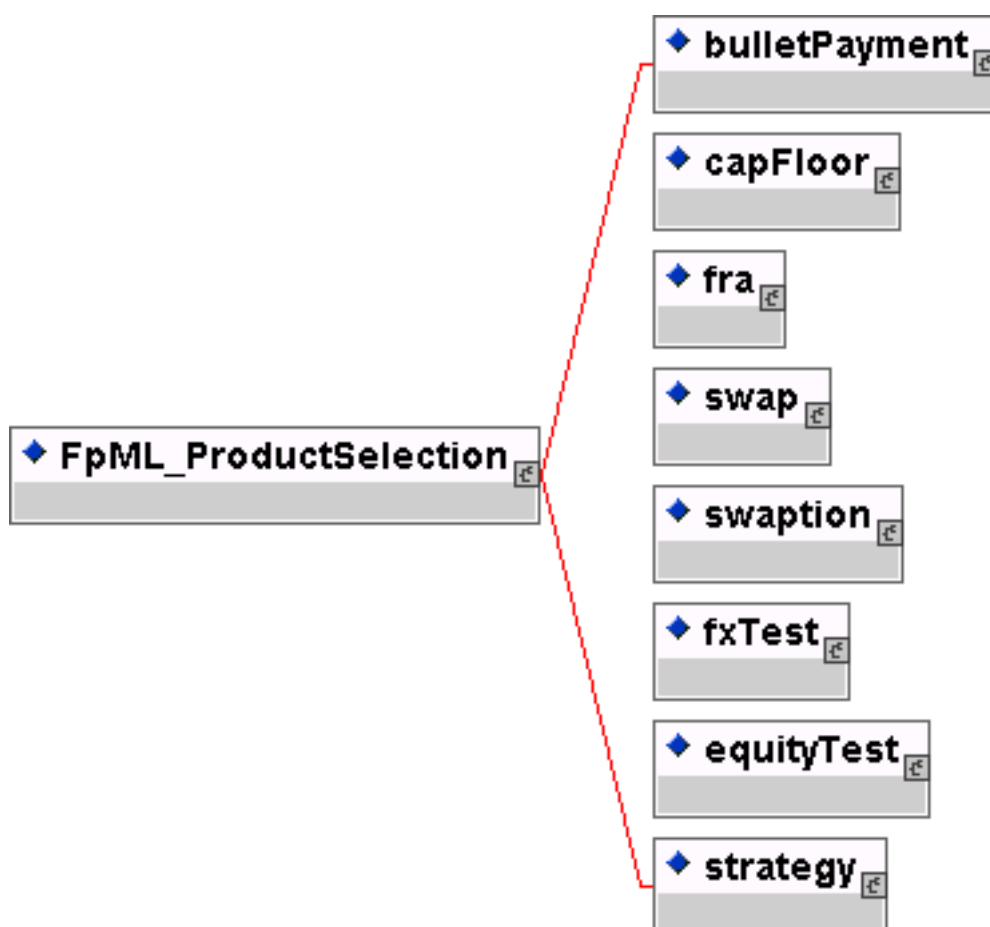 bulletPayment
capFloor
fra
swap
FpML_ProductSelection
swaption
fxTest
equityTest
strategy